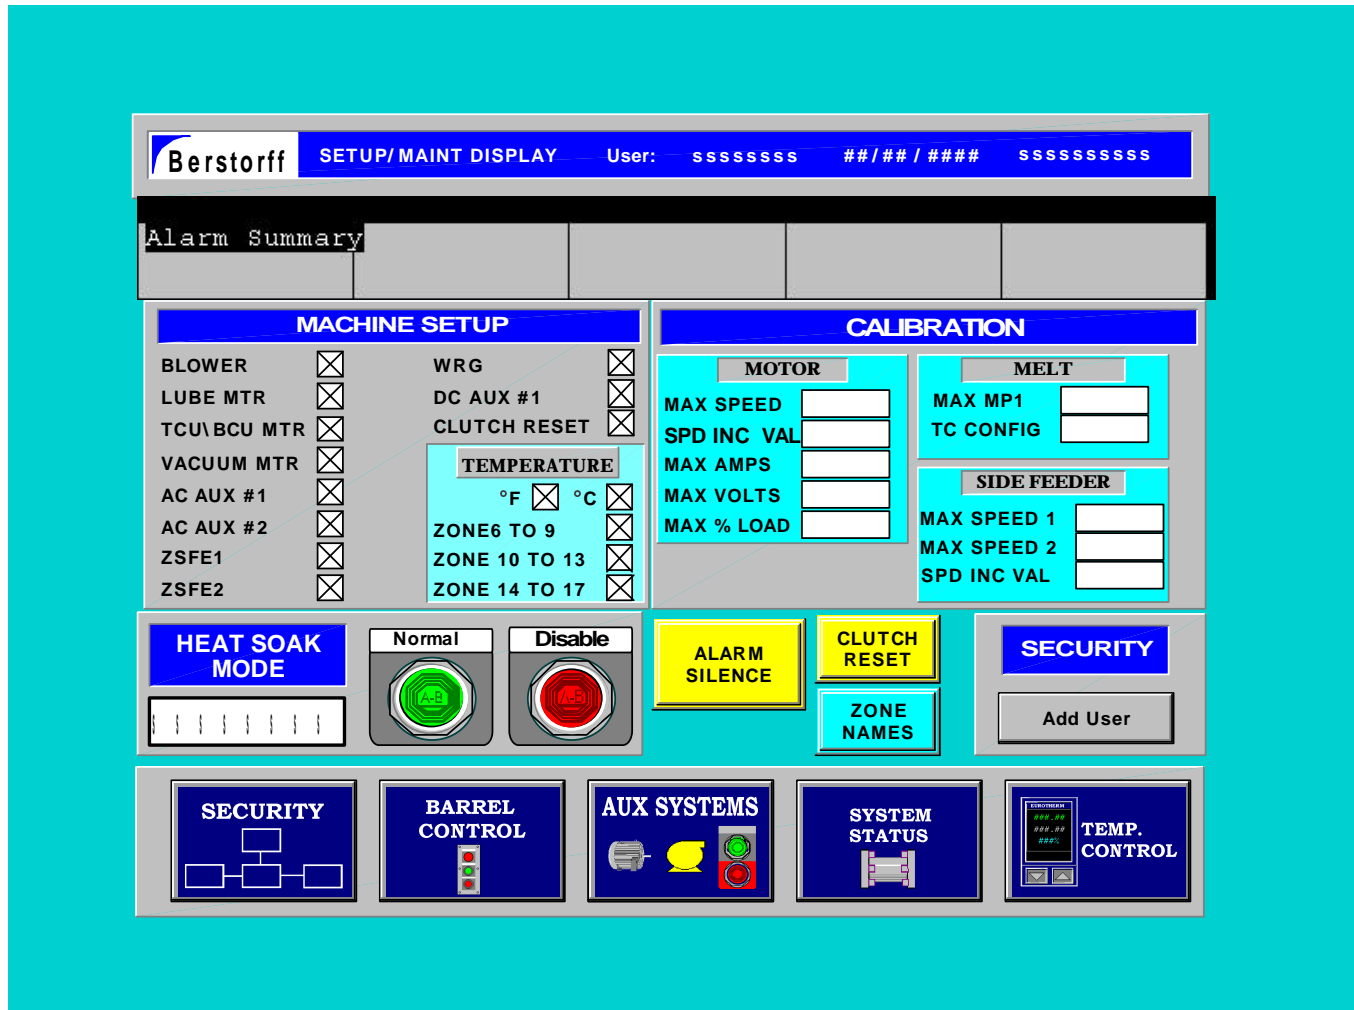 Berstorff SETUP/ MAINT DISPLAY User: ssssssss ##/ ## / #### ssssssssss
Alarm Summary
MACHINE SETUP
BLOWER
LUBE MTR
TCU\ BCU MTR
VACUUM MTR
AC AUX #1
AC AUX #2
ZSFE1
ZSFE2
WRG
DC AUX #1
CLUTCH RESET
TEMPERATURE
°F °C
ZONE6 TO 9
ZONE 10 TO 13
ZONE 14 TO 17
CALIBRATION
MOTOR
MAX SPEED
SPD INC VAL
MAX AMPS
MAX VOLTS
MAX % LOAD
MELT
MAX MP1
TC CONFIG
SIDE FEEDER
MAX SPEED 1
MAX SPEED 2
SPD INC VAL
HEAT SOAK
MODE
s s s s s s s s
Normal
A-B
Disable
A-B
ALARM
SILENCE
CLUTCH
RESET
ZONE
NAMES
SECURITY
Add User
SECURITY
BARREL
CONTROL
AUX SYSTEMS
SYSTEM
STATUS
EUROTHERM
###.##
###.##
###%
TEMP.
CONTROL